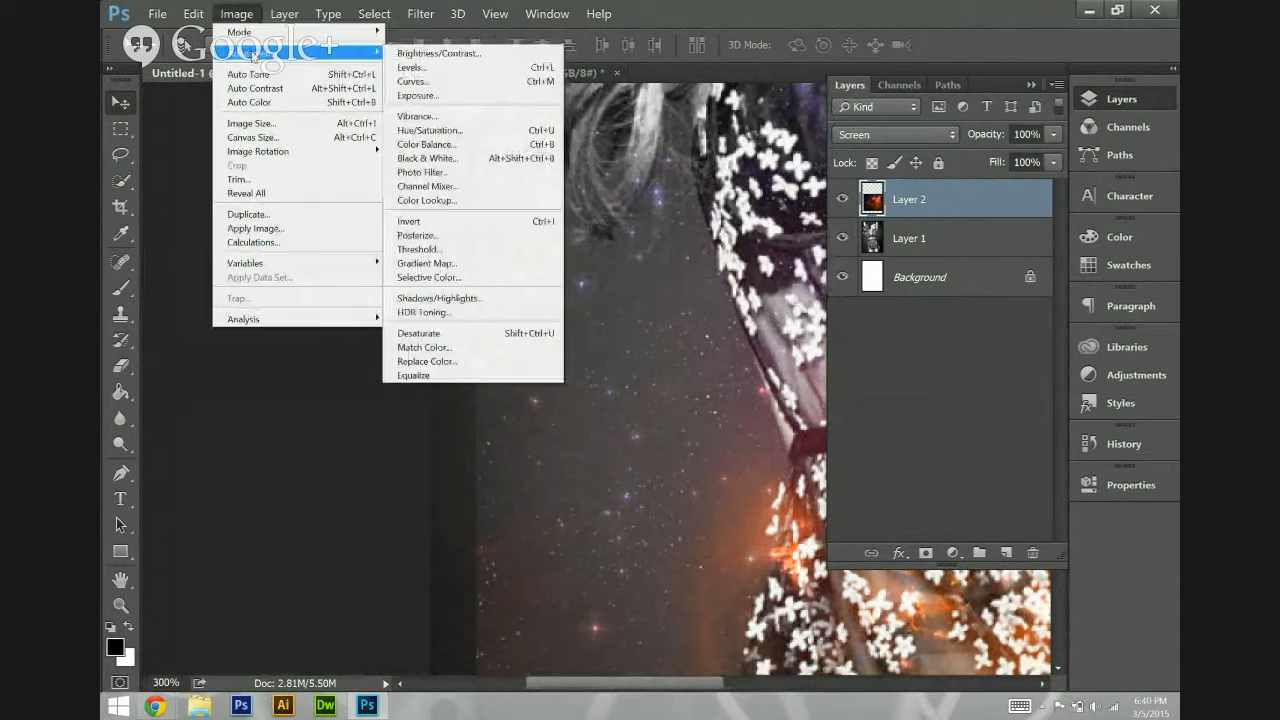 Ps File Edit Image Layer Type Select Filter 3D View Window Help
Google+
3D Mode:
Untitled-1
GB/8#) * ×
Mode
Auto Tone Shift+Ctrl+L
Auto Contrast Alt+Shift+Ctrl+L
Auto Color Shift+Ctrl+B
Image Size... Alt+Ctrl+I
Canvas Size... Alt+Ctrl+C
Image Rotation
Crop
Trim...
Reveal All
Duplicate...
Apply Image...
Calculations...
Variables
Apply Data Set...
Trap...
Analysis
Brightness/Contrast...
Levels... Ctrl+L
Curves... Ctrl+M
Exposure...
Vibrance...
Hue/Saturation... Ctrl+U
Color Balance... Ctrl+B
Black & White... Alt+Shift+Ctrl+B
Photo Filter...
Channel Mixer...
Color Lookup...
Invert Ctrl+I
Posterize...
Threshold...
Gradient Map...
Selective Color...
Shadows/Highlights...
HDR Toning...
Desaturate Shift+Ctrl+U
Match Color...
Replace Color...
Equalize
Layers Channels Paths
Kind
Screen Opacity: 100%
Lock: Fill: 100%
Layer 2
Layer 1
Background
fx
Layers
Channels
Paths
Character
Color
Swatches
Paragraph
Libraries
Adjustments
Styles
History
Properties
300% Doc: 2.81M/5.50M
Ps Ai Dw Ps
6:40 PM
3/5/2015